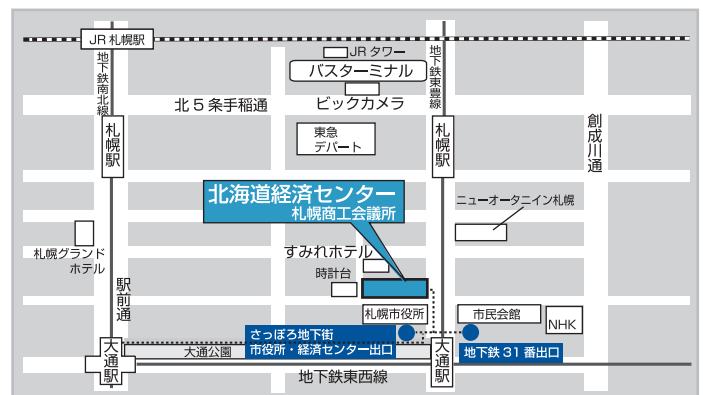 JR 札幌駅
JR タワー
バスターミナル
ビックカメラ
地下鉄南北線
地下鉄東豊線
北5条手稲通
東急
デパート
札幌駅
札幌駅
創成川通
北海道経済センター
札幌商工会議所
ニューオータニイン札幌
札幌グランド
ホテル
すみれホテル
時計台
駅前通
札幌市役所
市民会館
NHK
さっぽろ地下街
市役所・経済センター出口
地下鉄 31 番出口
大通公園
大通駅
大通駅
地下鉄東西線